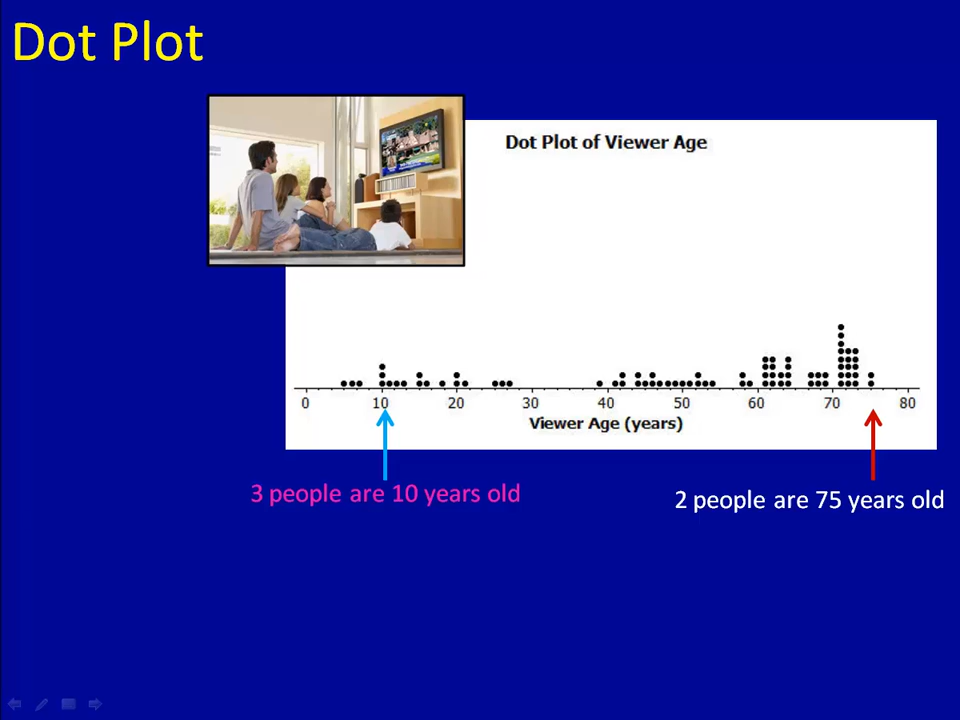 Dot Plot
Dot Plot of Viewer Age
0 10 20 30 40 50 60 70 80
Viewer Age (years)
3 people are 10 years old
2 people are 75 years old